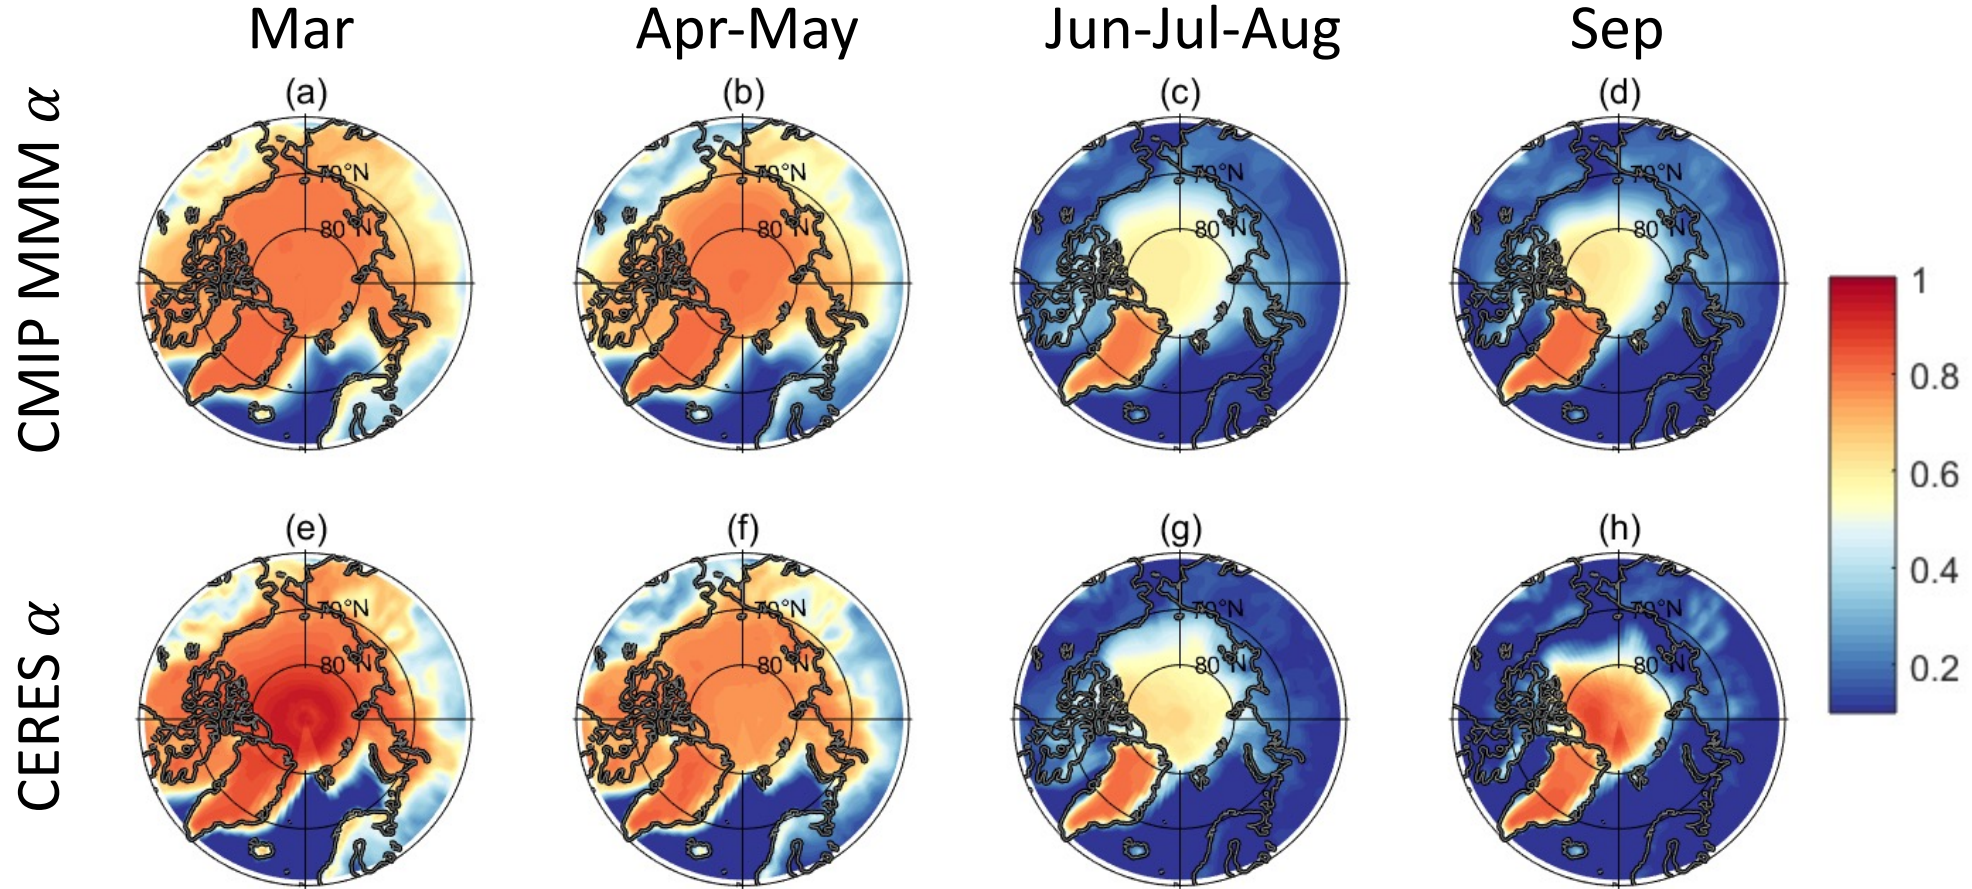 Mar Apr-May Jun-Jul-Aug Sep
CMIP MMMM α
(a) (b) (c) (d)
70°N 70°N 70°N 70°N
80°N 80°N 80°N 80°N
1
0.8
0.6
0.4
0.2
CERES α
(e) (f) (g) (h)
70°N 70°N 70°N 70°N
80°N 80°N 80°N 80°N